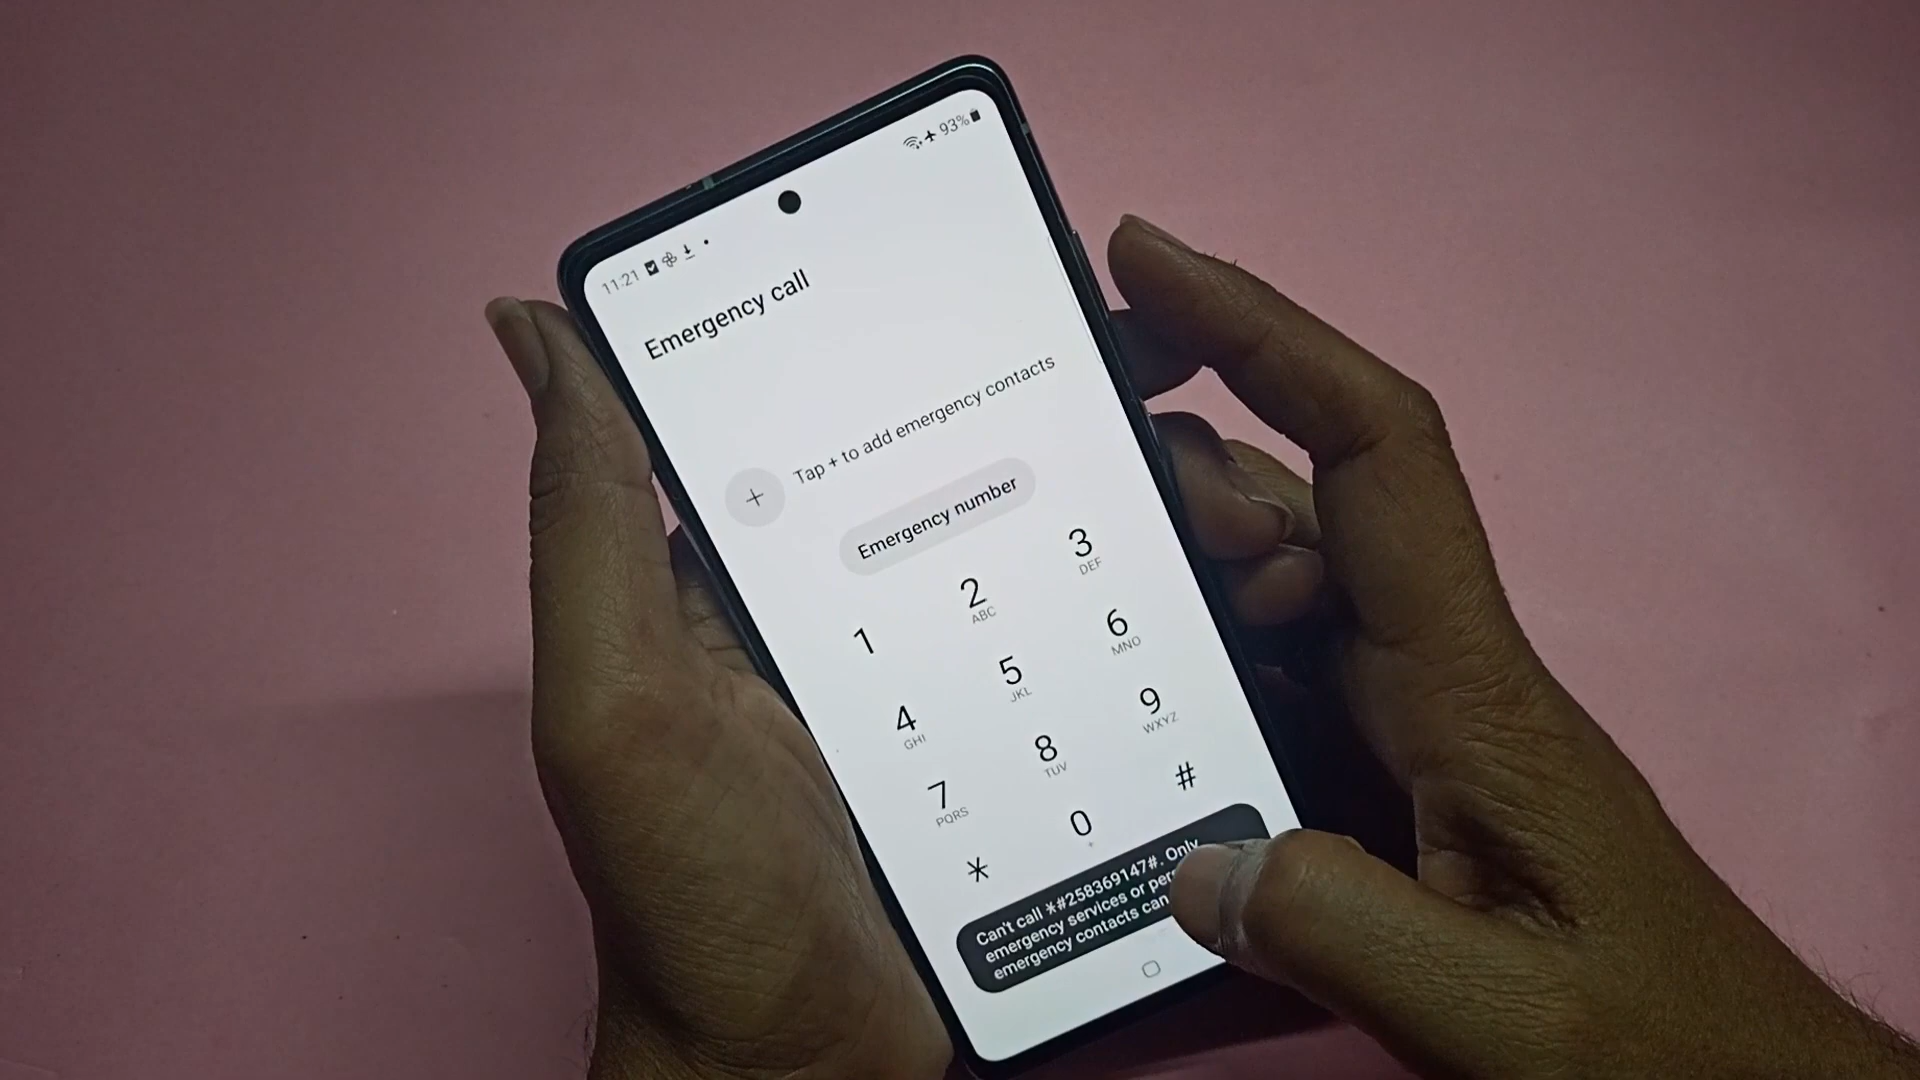 11:21
93%
Emergency call
Tap + to add emergency contacts
Emergency number
1
2
ABC
3
DEF
4
GHI
5
JKL
6
MNO
7
PQRS
8
TUV
9
WXYZ
*
0
+
#
Can't call *#258369147#. Only
emergency services or
emergency contacts can